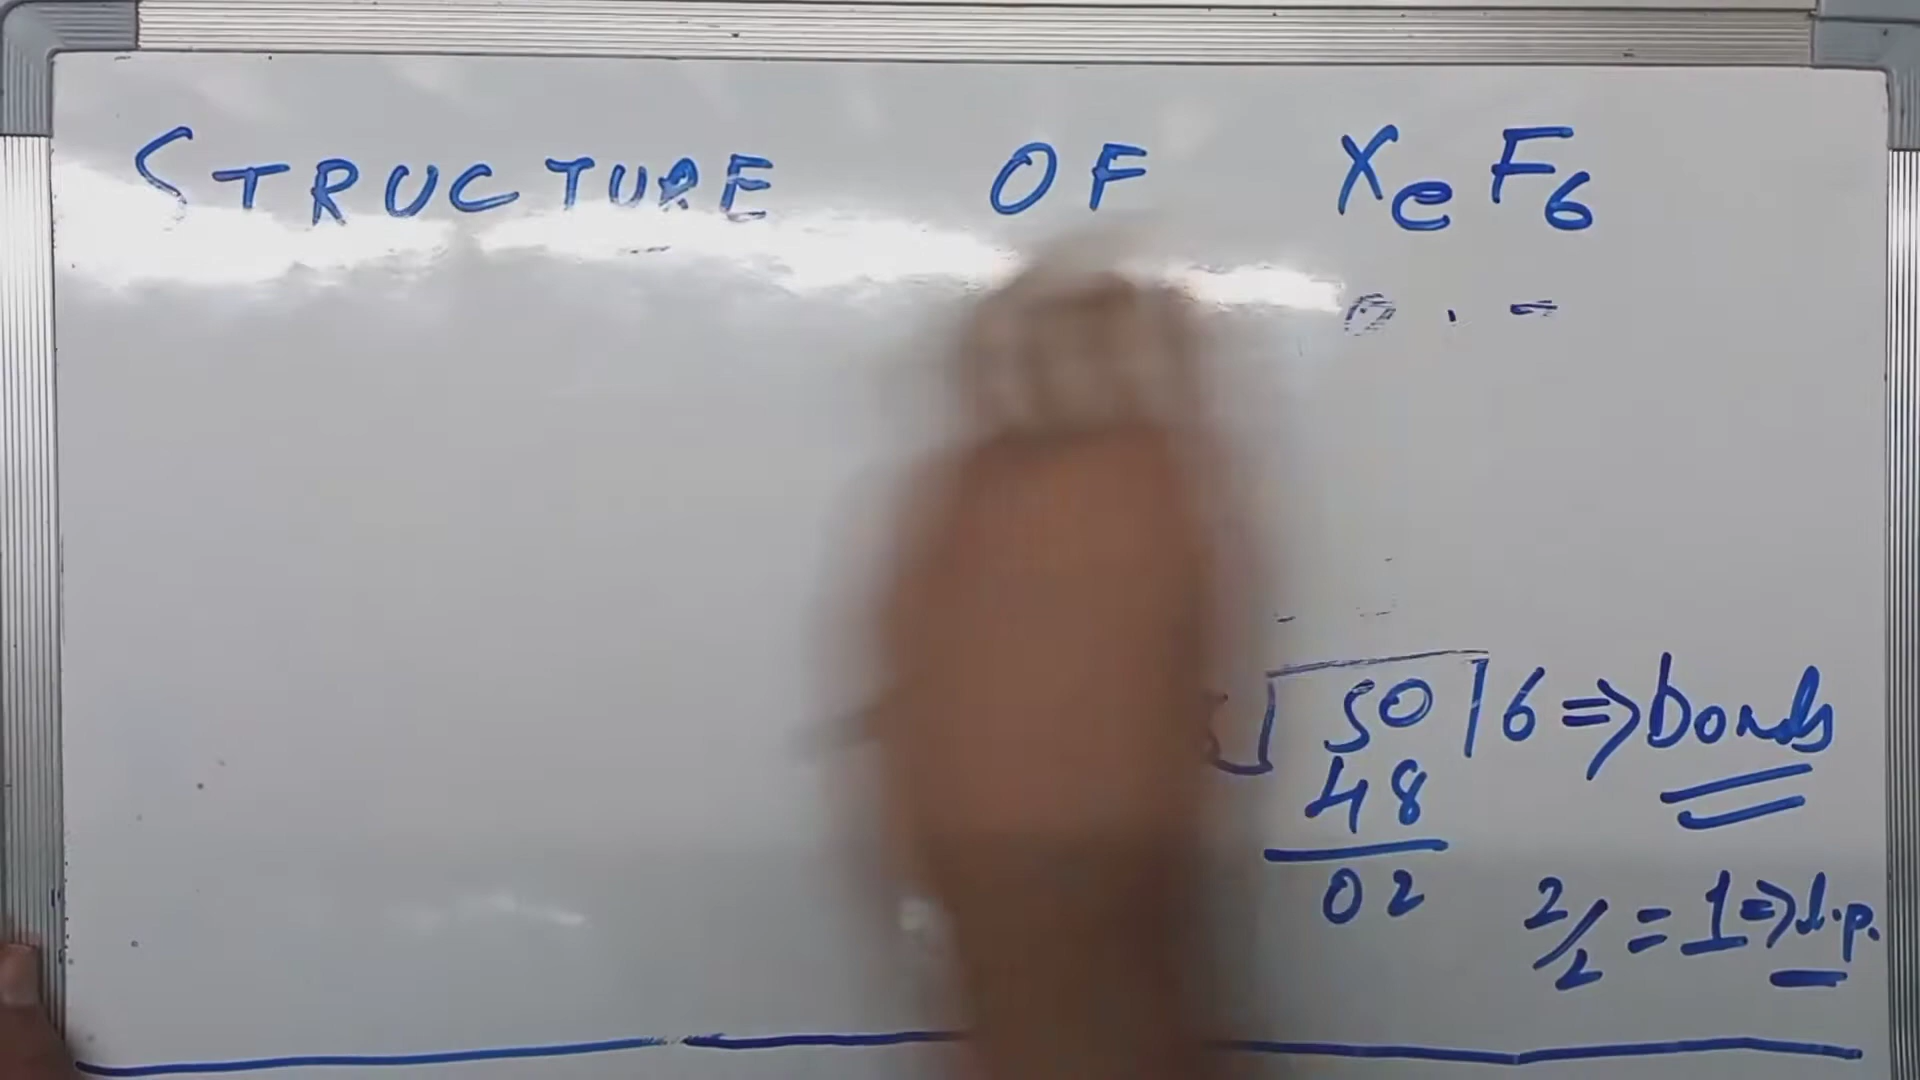 STRUCTURE OF XeF6
50 | 6 => bonds
48
02
2/2 = 1 => l.p.